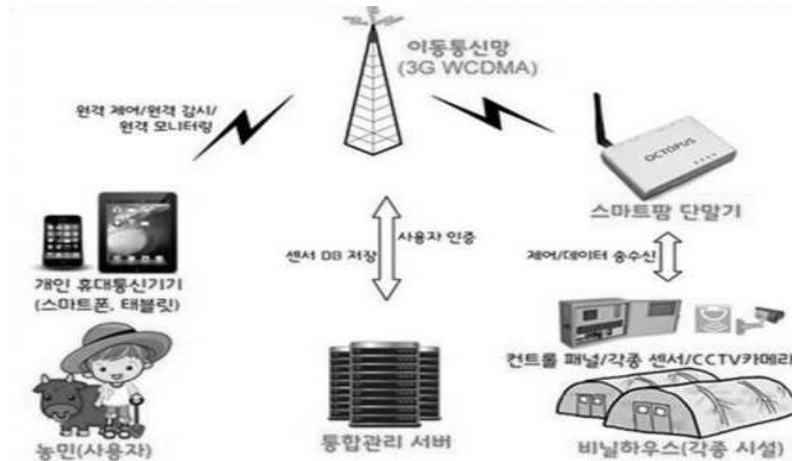 이동통신망
(3G WCDMA)
원격 제어/원격 감시/
원격 모니터링
OCTOPUS
스마트팜 단말기
센서 DB 저장
사용자 인증
제어/데이터 송수신
개인 휴대통신기기
(스마트폰, 태블릿)
컨트롤 패널/각종 센서/CCTV카메라
농민(사용자)
통합관리 서버
비닐하우스(각종 시설)